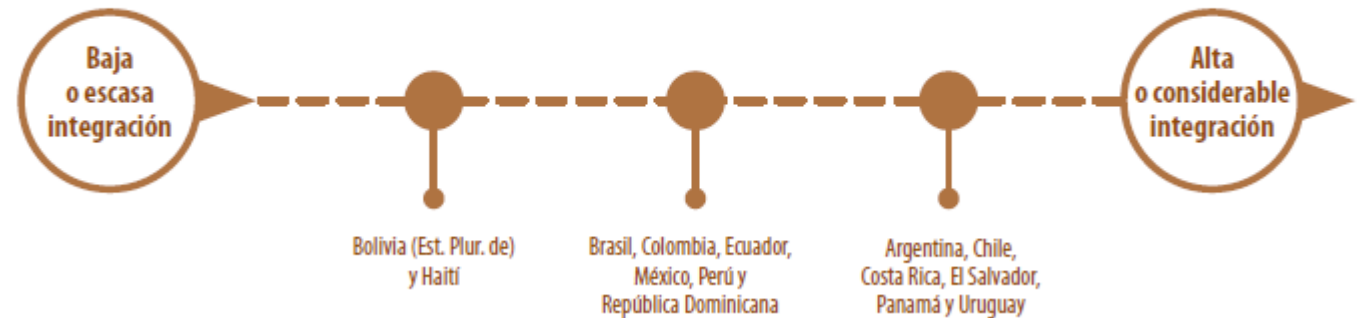 Baja
o escasa
integración
Alta
o considerable
integración
Bolivia (Est. Plur. de)
y Haití
Brasil, Colombia, Ecuador,
México, Perú y
República Dominicana
Argentina, Chile,
Costa Rica, El Salvador,
Panamá y Uruguay